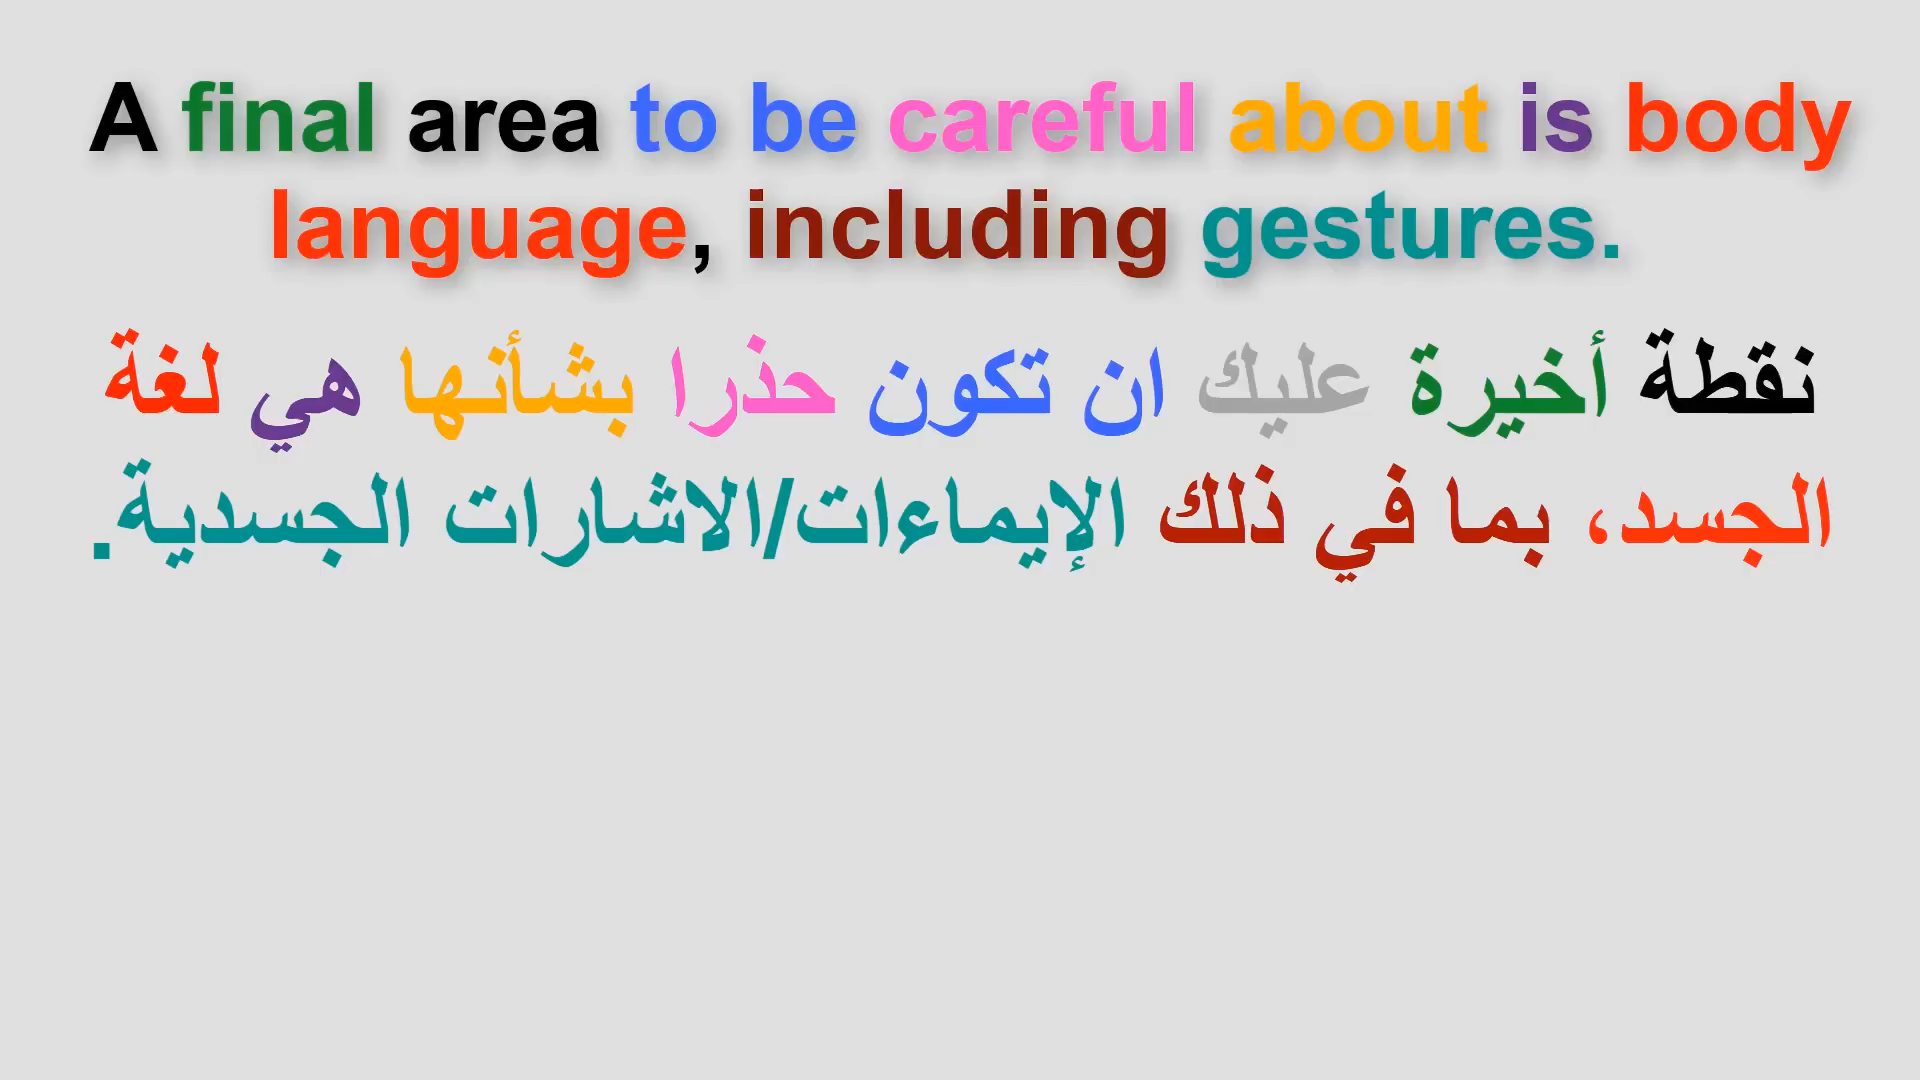 A final area to be careful about is body
language, including gestures.
نقطة أخيرة عليك ان تكون حذرا بشأنها هي لغة
الجسد، بما في ذلك الإيماءات/الاشارات الجسدية.